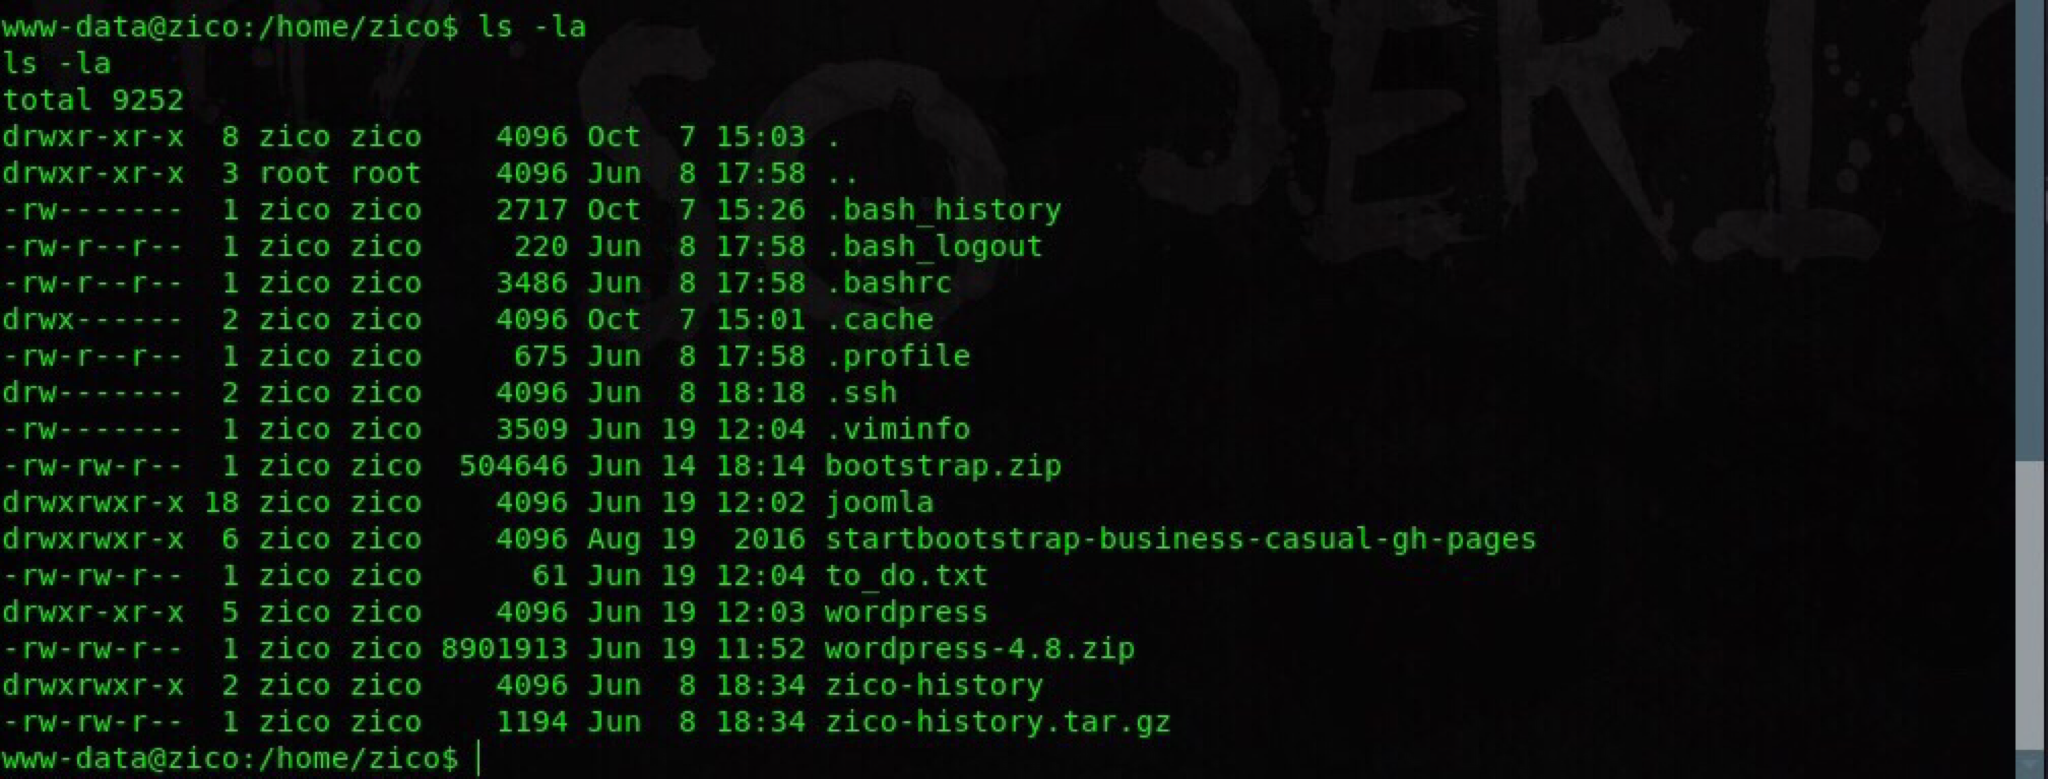 www-data@zico:/home/zico$ ls -la
ls -la
total 9252
drwxr-xr-x  8 zico zico    4096 Oct  7 15:03 .
drwxr-xr-x  3 root root    4096 Jun  8 17:58 ..
-rw-------  1 zico zico    2717 Oct  7 15:26 .bash_history
-rw-r--r--  1 zico zico     220 Jun  8 17:58 .bash_logout
-rw-r--r--  1 zico zico    3486 Jun  8 17:58 .bashrc
drwx------  2 zico zico    4096 Oct  7 15:01 .cache
-rw-r--r--  1 zico zico     675 Jun  8 17:58 .profile
drw-------  2 zico zico    4096 Jun  8 18:18 .ssh
-rw-------  1 zico zico    3509 Jun 19 12:04 .viminfo
-rw-rw-r--  1 zico zico  504646 Jun 14 18:14 bootstrap.zip
drwxrwxr-x 18 zico zico    4096 Jun 19 12:02 joomla
drwxrwxr-x  6 zico zico    4096 Aug 19  2016 startbootstrap-business-casual-gh-pages
-rw-rw-r--  1 zico zico      61 Jun 19 12:04 to_do.txt
drwxr-xr-x  5 zico zico    4096 Jun 19 12:03 wordpress
-rw-rw-r--  1 zico zico 8901913 Jun 19 11:52 wordpress-4.8.zip
drwxrwxr-x  2 zico zico    4096 Jun  8 18:34 zico-history
-rw-rw-r--  1 zico zico    1194 Jun  8 18:34 zico-history.tar.gz
www-data@zico:/home/zico$
SO